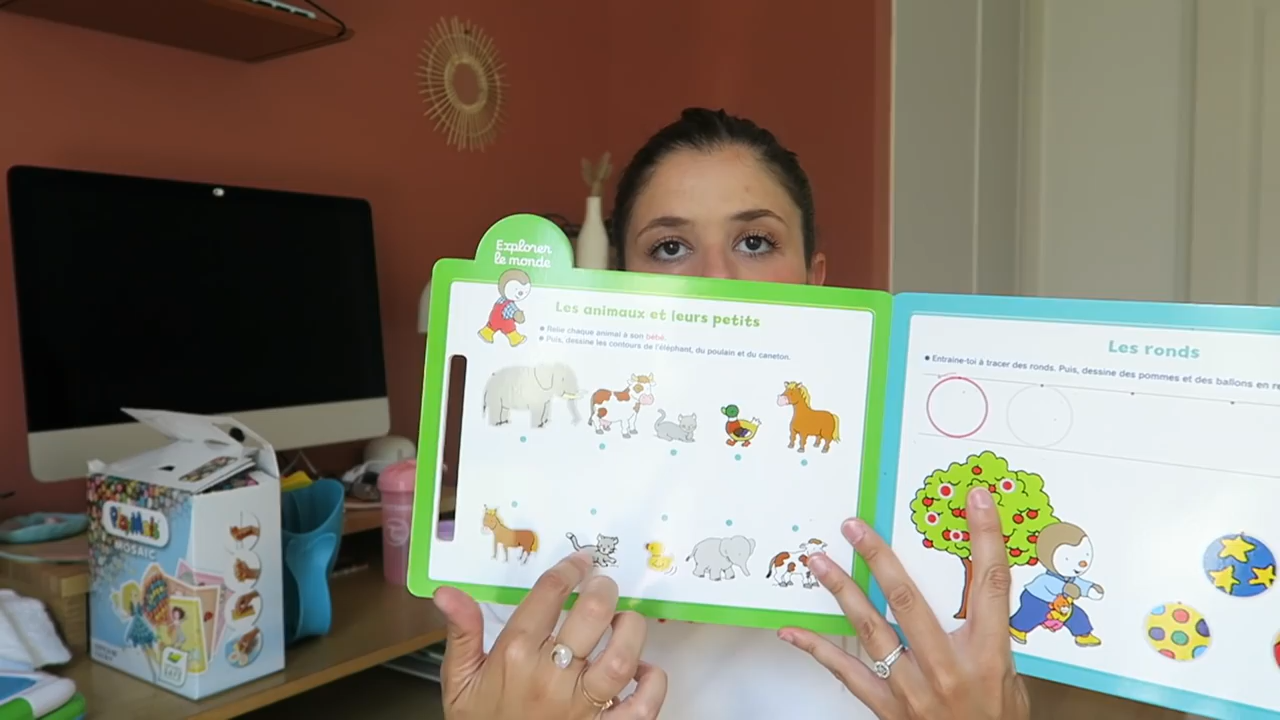 Explorer
le monde
Les animaux et leurs petits
● Relie chaque animal à son bébé.
● Puis, dessine les contours de l'éléphant, du poulain et du caneton.
Les ronds
● Entraîne-toi à tracer des ronds. Puis, dessine des pommes et des ballons en
PlayMais
MOSAIC